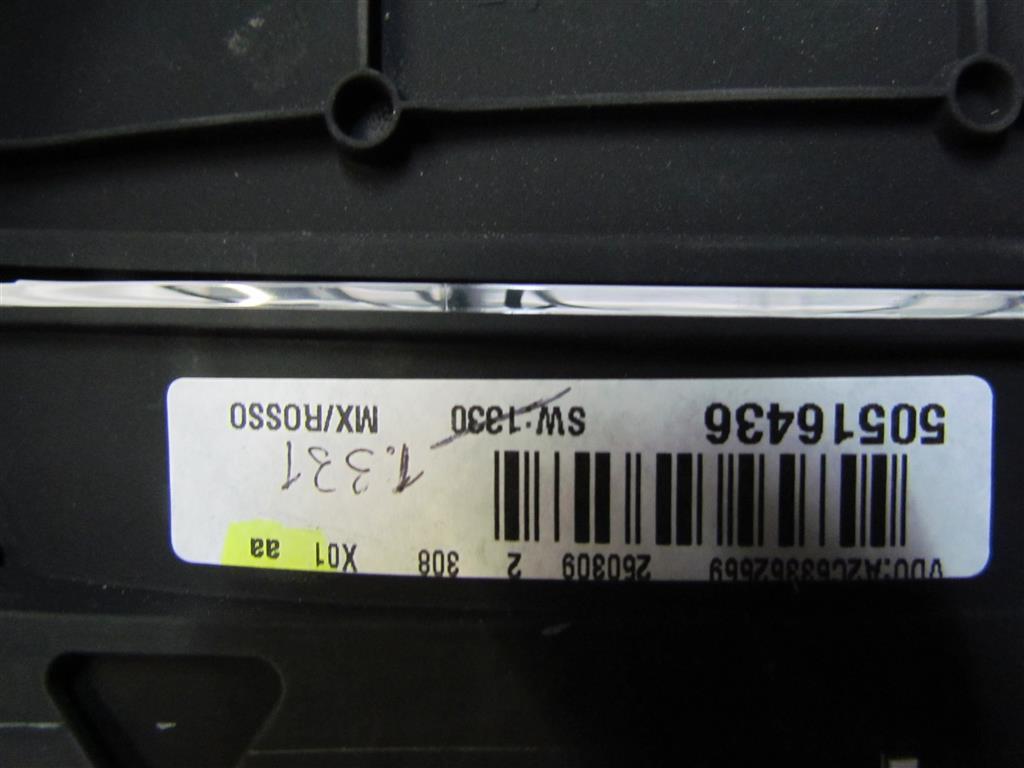 VDO:A2C53362669 260309 2 308 X01 aa
1.331
50516436 SW:1330 MX/ROSSO